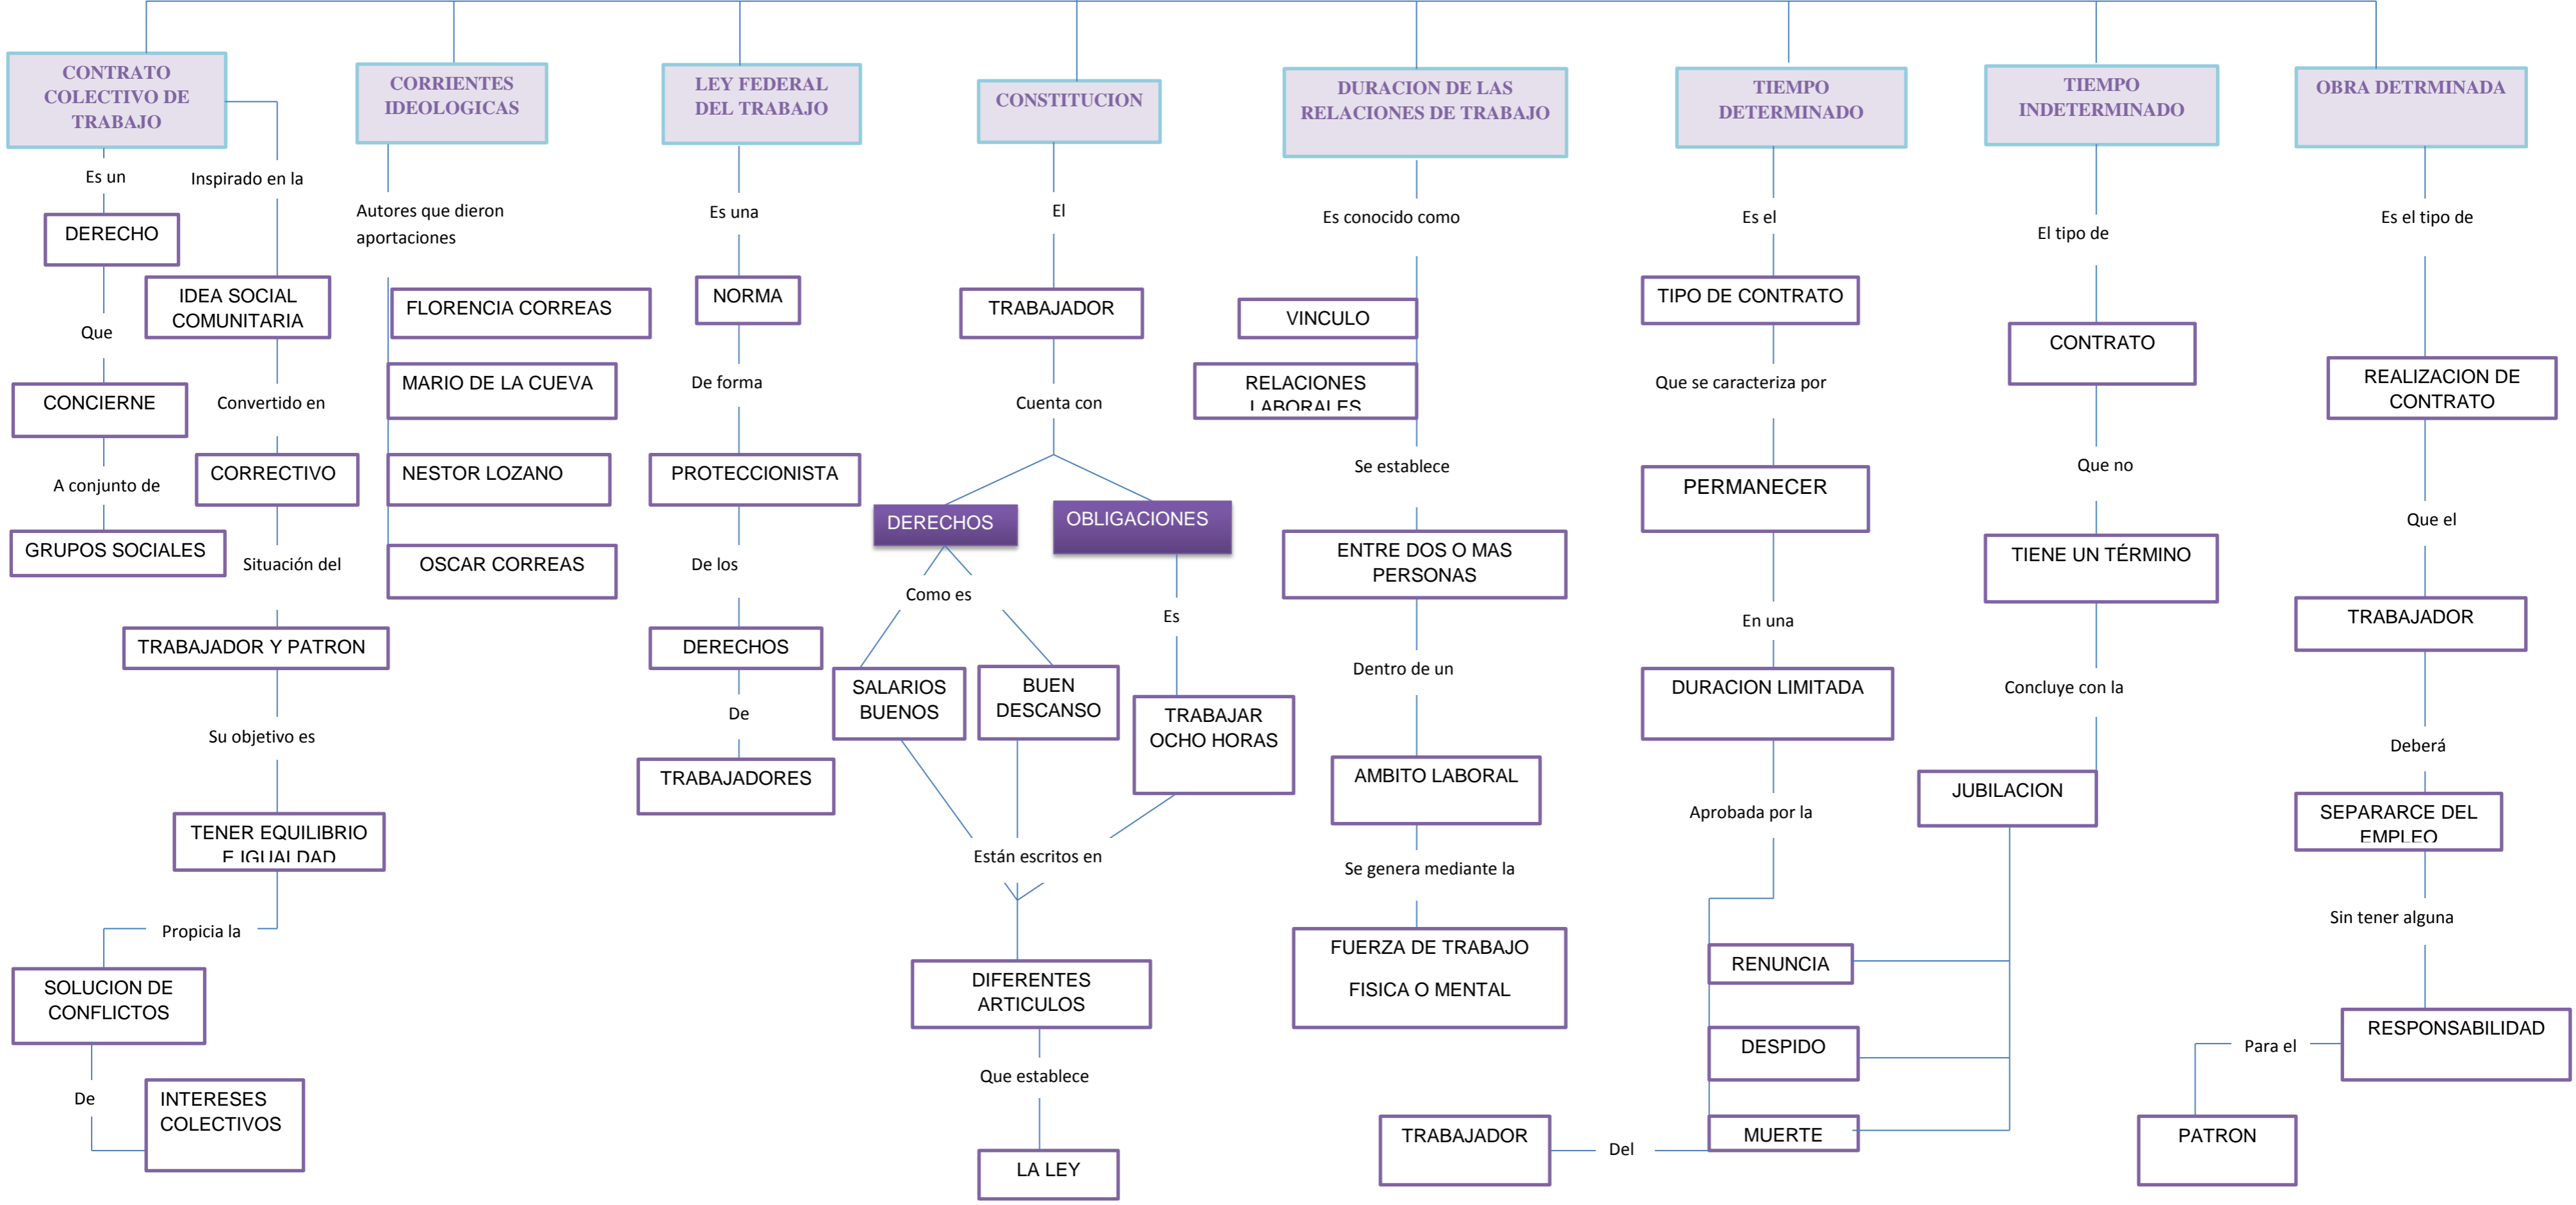 CONTRATO
COLECTIVO DE
TRABAJO
Es un
DERECHO
Que
CONCIERNE
A conjunto de
GRUPOS SOCIALES
Inspirado en la
IDEA SOCIAL
COMUNITARIA
Convertido en
CORRECTIVO
Situación del
TRABAJADOR Y PATRON
Su objetivo es
TENER EQUILIBRIO
E IGUALDAD
Propicia la
SOLUCION DE
CONFLICTOS
De
INTERESES
COLECTIVOS
CORRIENTES
IDEOLOGICAS
Autores que dieron
aportaciones
FLORENCIA CORREAS
MARIO DE LA CUEVA
NESTOR LOZANO
OSCAR CORREAS
LEY FEDERAL
DEL TRABAJO
Es una
NORMA
De forma
PROTECCIONISTA
De los
DERECHOS
De
TRABAJADORES
CONSTITUCION
El
TRABAJADOR
Cuenta con
DERECHOS
OBLIGACIONES
Como es
Es
SALARIOS
BUENOS
BUEN
DESCANSO
TRABAJAR
OCHO HORAS
Están escritos en
DIFERENTES
ARTICULOS
Que establece
LA LEY
DURACION DE LAS
RELACIONES DE TRABAJO
Es conocido como
VINCULO
RELACIONES
LABORALES
Se establece
ENTRE DOS O MAS
PERSONAS
Dentro de un
AMBITO LABORAL
Se genera mediante la
FUERZA DE TRABAJO
FISICA O MENTAL
TIEMPO
DETERMINADO
Es el
TIPO DE CONTRATO
Que se caracteriza por
PERMANECER
En una
DURACION LIMITADA
Aprobada por la
RENUNCIA
DESPIDO
MUERTE
Del
TRABAJADOR
TIEMPO
INDETERMINADO
El tipo de
CONTRATO
Que no
TIENE UN TÉRMINO
Concluye con la
JUBILACION
OBRA DETRMINADA
Es el tipo de
REALIZACION DE
CONTRATO
Que el
TRABAJADOR
Deberá
SEPARARCE DEL
EMPLEO
Sin tener alguna
RESPONSABILIDAD
Para el
PATRON